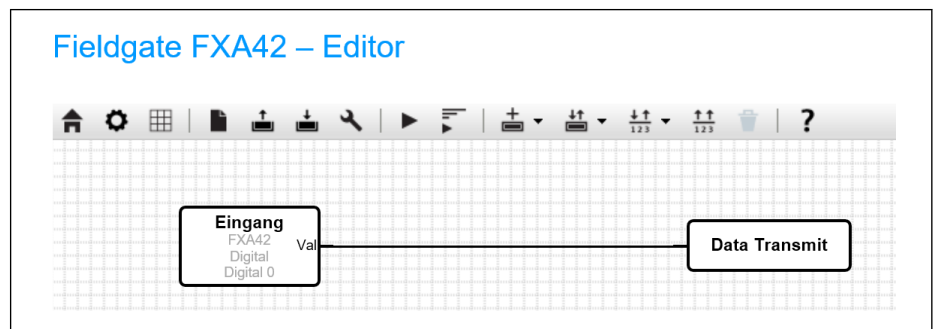 Fieldgate FXA42 – Editor
123
123
?
Eingang
FXA42
Val
Digital
Digital 0
Data Transmit